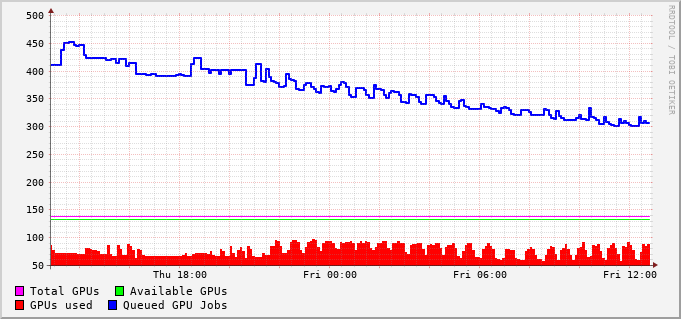 500
450
400
350
300
250
200
150
100
50
Thu 18:00 Fri 00:00 Fri 06:00 Fri 12:00
Total GPUs Available GPUs
GPUs used Queued GPU Jobs
RRDTOOL / TOBI OETIKER